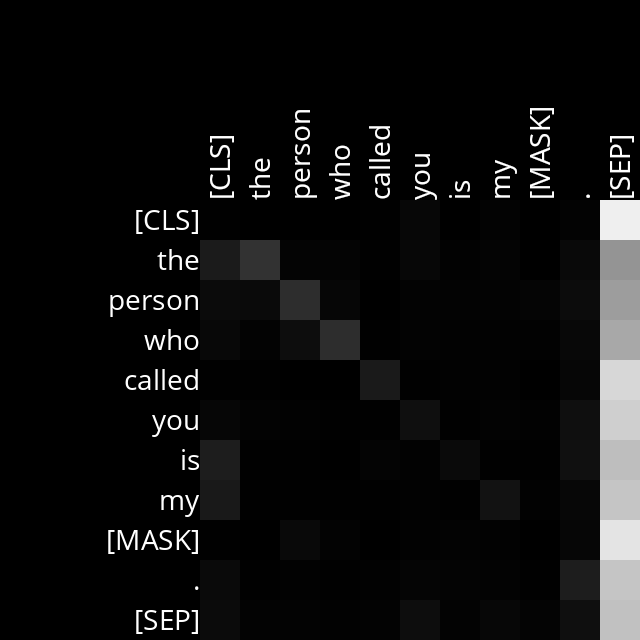 [CLS] the person who called you is my [MASK] . [SEP]
[CLS]
the
person
who
called
you
is
my
[MASK]
.
[SEP]